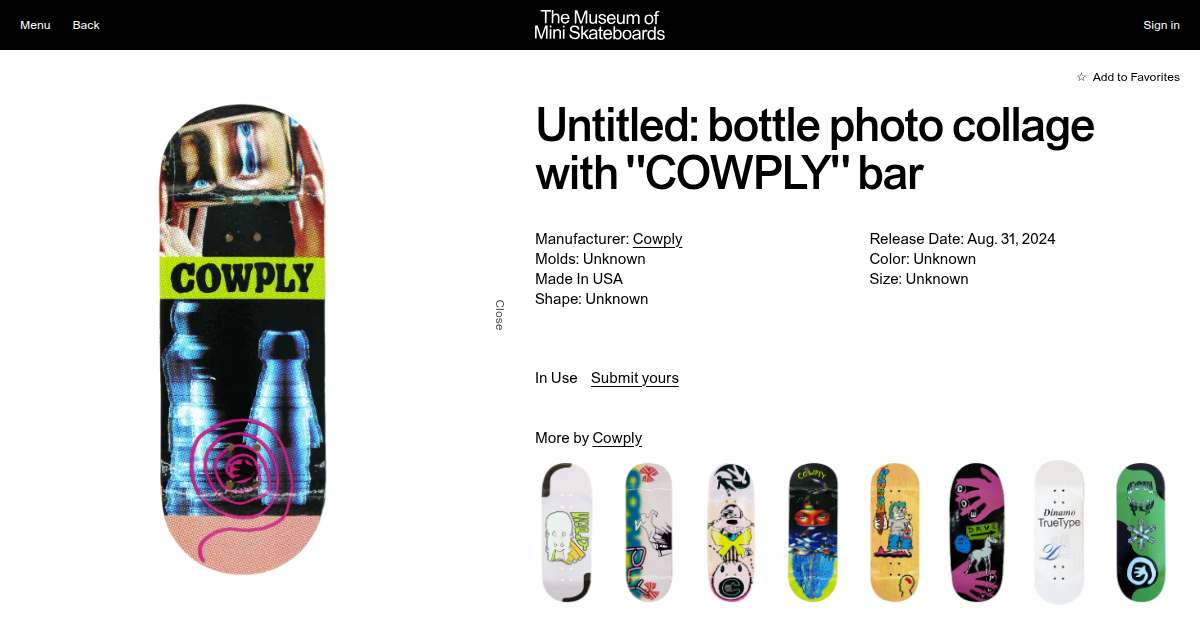 Menu
Back
The Museum of
Mini Skateboards
Sign in
☆ Add to Favorites
COWPLY
Close
Untitled: bottle photo collage
with "COWPLY" bar
Manufacturer: Cowply
Molds: Unknown
Made In USA
Shape: Unknown
Release Date: Aug. 31, 2024
Color: Unknown
Size: Unknown
In Use
Submit yours
More by Cowply
COWPLY
Dinamo
TrueType